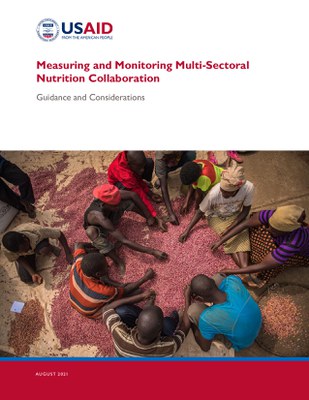 USAID
FROM THE AMERICAN PEOPLE
Measuring and Monitoring Multi-Sectoral
Nutrition Collaboration
Guidance and Considerations
AUGUST 2021